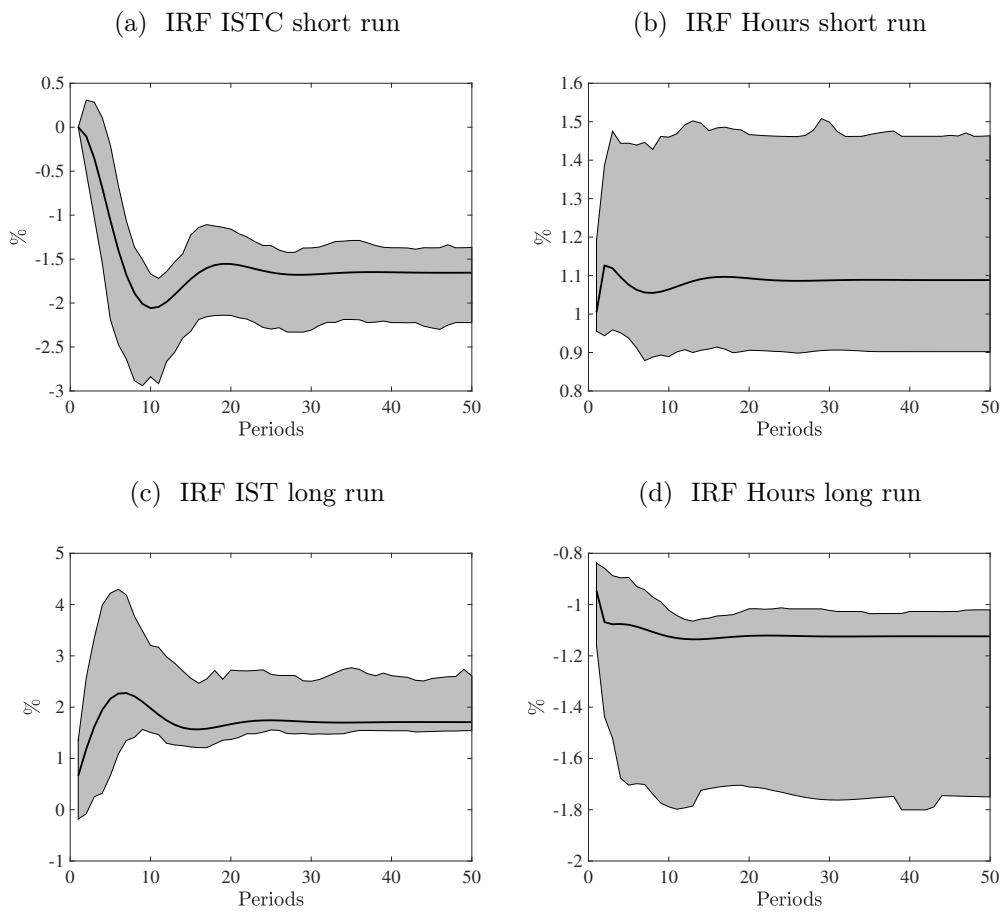 (a) IRF ISTC short run
0.5
0
-0.5
-1
-1.5
-2
-2.5
-3
%
0 10 20 30 40 50
Periods
(b) IRF Hours short run
1.6
1.5
1.4
1.3
1.2
1.1
1
0.9
0.8
%
0 10 20 30 40 50
Periods
(c) IRF IST long run
5
4
3
2
1
0
-1
%
0 10 20 30 40 50
Periods
(d) IRF Hours long run
-0.8
-1
-1.2
-1.4
-1.6
-1.8
-2
%
0 10 20 30 40 50
Periods